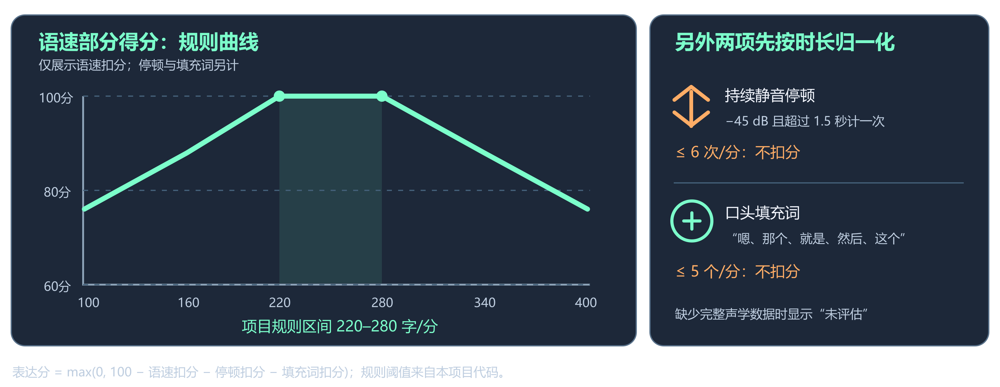 语速部分得分：规则曲线
仅展示语速扣分；停顿与填充词另计
100分
80分
60分
100 160 220 280 340 400
项目规则区间 220–280 字/分
另外两项先按时长归一化
持续静音停顿
−45 dB 且超过 1.5 秒计一次
≤ 6 次/分：不扣分
口头填充词
“嗯、那个、就是、然后、这个”
≤ 5 个/分：不扣分
缺少完整声学数据时显示“未评估”
表达分 = max(0, 100 − 语速扣分 − 停顿扣分 − 填充词扣分)；规则阈值来自本项目代码。